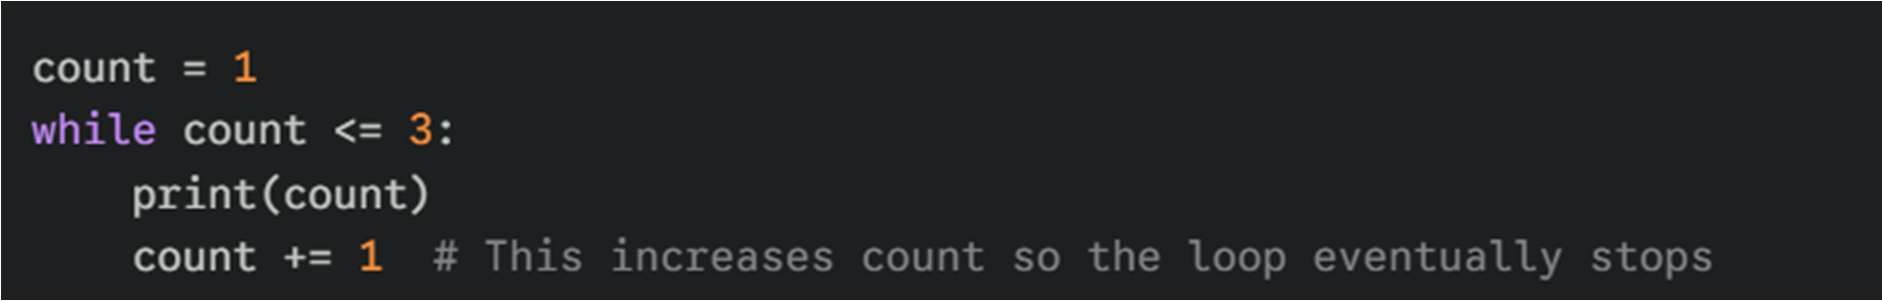 count = 1
while count <= 3:
    print(count)
    count += 1  # This increases count so the loop eventually stops